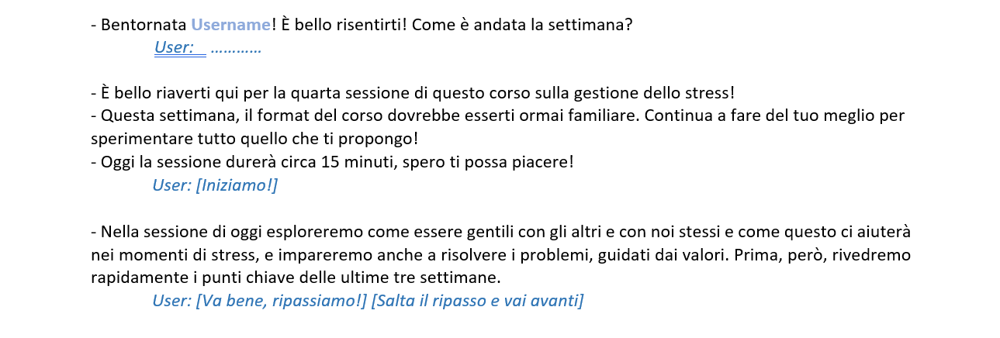 - Bentornata Username! È bello risentirti! Come è andata la settimana?
User: …………
- È bello riaverti qui per la quarta sessione di questo corso sulla gestione dello stress!
- Questa settimana, il format del corso dovrebbe esserti ormai familiare. Continua a fare del tuo meglio per
sperimentare tutto quello che ti propongo!
- Oggi la sessione durerà circa 15 minuti, spero ti possa piacere!
User: [Iniziamo!]
- Nella sessione di oggi esploreremo come essere gentili con gli altri e con noi stessi e come questo ci aiuterà
nei momenti di stress, e impareremo anche a risolvere i problemi, guidati dai valori. Prima, però, rivedremo
rapidamente i punti chiave delle ultime tre settimane.
User: [Va bene, ripassiamo!] [Salta il ripasso e vai avanti]